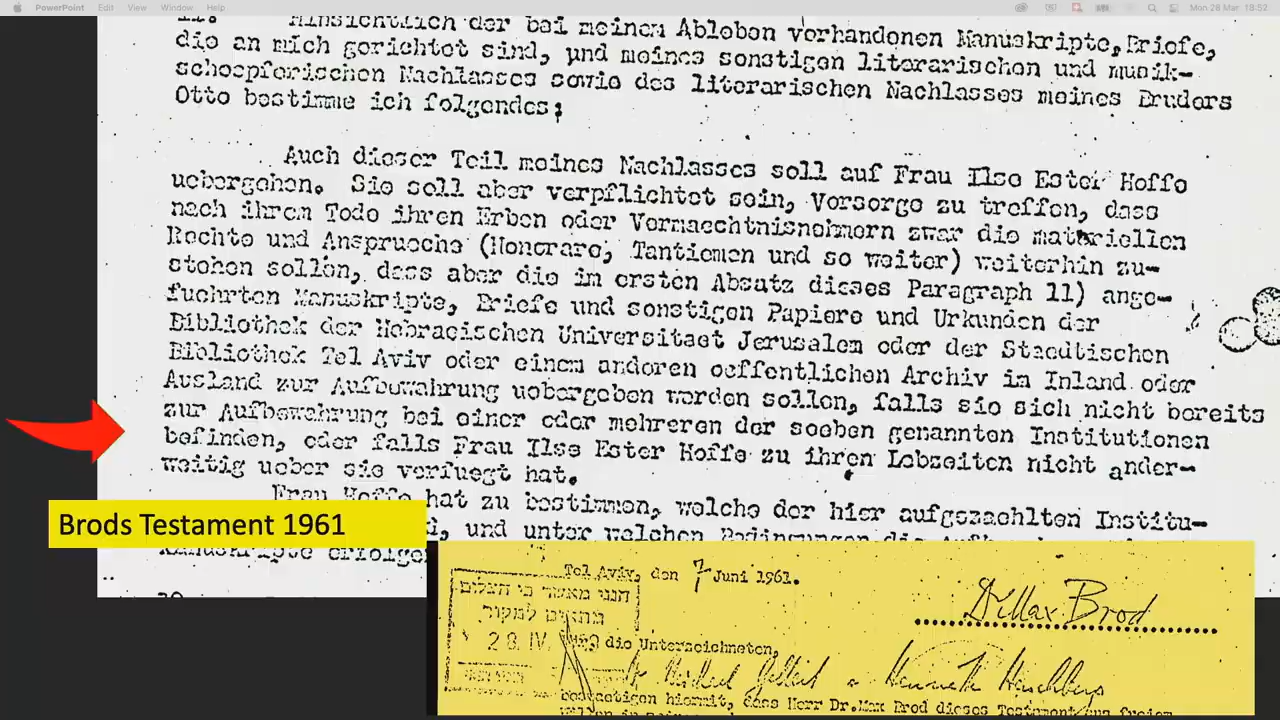 PowerPoint Edit View Window Help Mon 28 Mar 18:52
Hinsichtlich der bei meinem Ableben vorhandenen Manuskripte, Briefe,
die an mich gerichtet sind, und meines sonstigen literarischen und musik-
schoepferischen Nachlasses sowie des literarischen Nachlasses meines Bruders
Otto bestimme ich folgendes:
Auch dieser Teil meines Nachlasses soll auf Frau Ilse Ester Hoffe
uebergehen. Sie soll aber verpflichtet sein, Vorsorge zu treffen, dass
nach ihrem Tode ihren Erben oder Vermaechtnisnehmern zwar die materiellen
Rechte und Ansprueche (Honorare, Tantiemen und so weiter) weiterhin zu-
stehen sollen, dass aber die im ersten Absatz dieses Paragraph 11) ange-
fuehrten Manuskripte, Briefe und sonstigen Papiere und Urkunden der
Bibliothek der Hebraeischen Universitaet Jerusalem oder der Staedtischen
Bibliothek Tel Aviv oder einem anderen oeffentlichen Archiv im Inland oder
Ausland zur Aufbewahrung uebergeben werden sollen, falls sie sich nicht bereits
zur Aufbewahrung bei einer oder mehreren der soeben genannten Institutionen
befinden, oder falls Frau Ilse Ester Hoffe zu ihren Lebzeiten nicht ander-
weitig ueber sie verfuegt hat.
Frau Hoffe hat zu bestimmen, welche der hier aufgezaehlten Institu-
und unter welchen Bedingungen die
Manuskripte erfolgen
Brods Testament 1961
Tel Aviv, den 7 Juni 1961.
Dr Max Brod
מתאים למקור
28. IV.
die Unterzeichneten,
bestaetigen hiermit, dass Herr Dr.Max Brod dieses Testament aus freiem